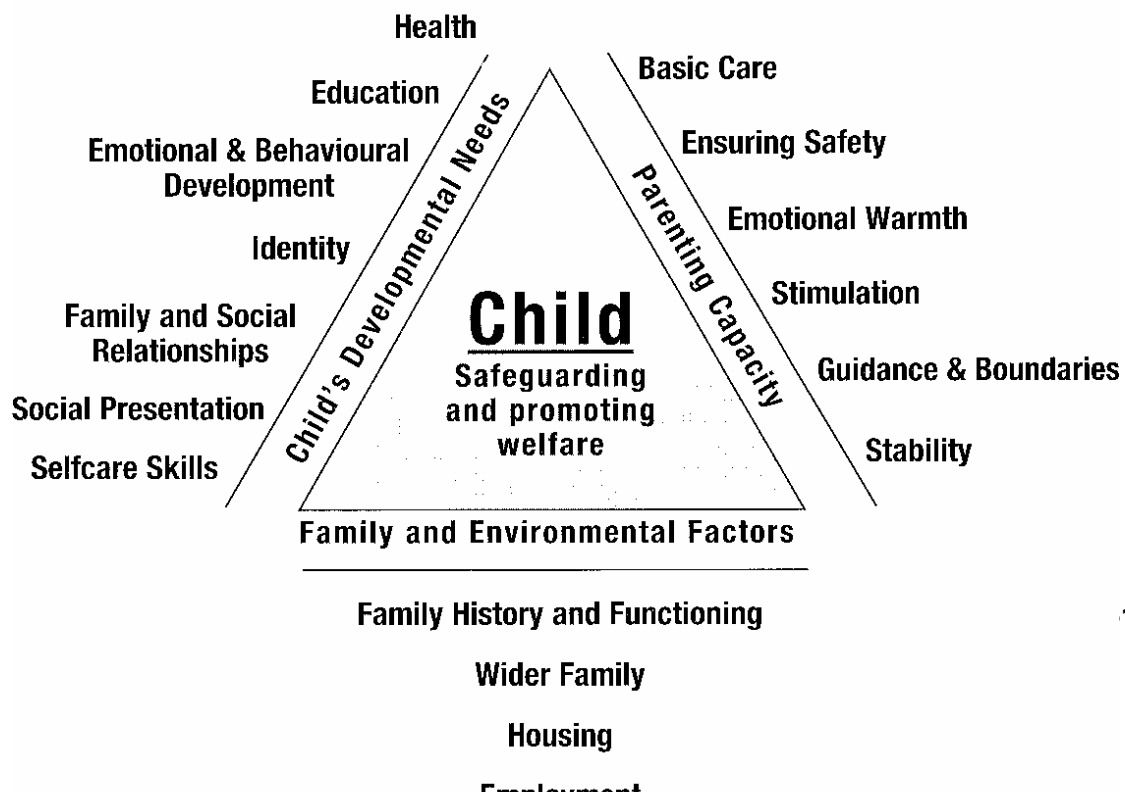 Health
Education
Emotional & Behavioural
Development
Identity
Family and Social
Relationships
Social Presentation
Selfcare Skills
Child's Developmental Needs
Basic Care
Ensuring Safety
Emotional Warmth
Stimulation
Guidance & Boundaries
Stability
Parenting Capacity
Child
Safeguarding
and promoting
welfare
Family and Environmental Factors
Family History and Functioning
Wider Family
Housing
Employment